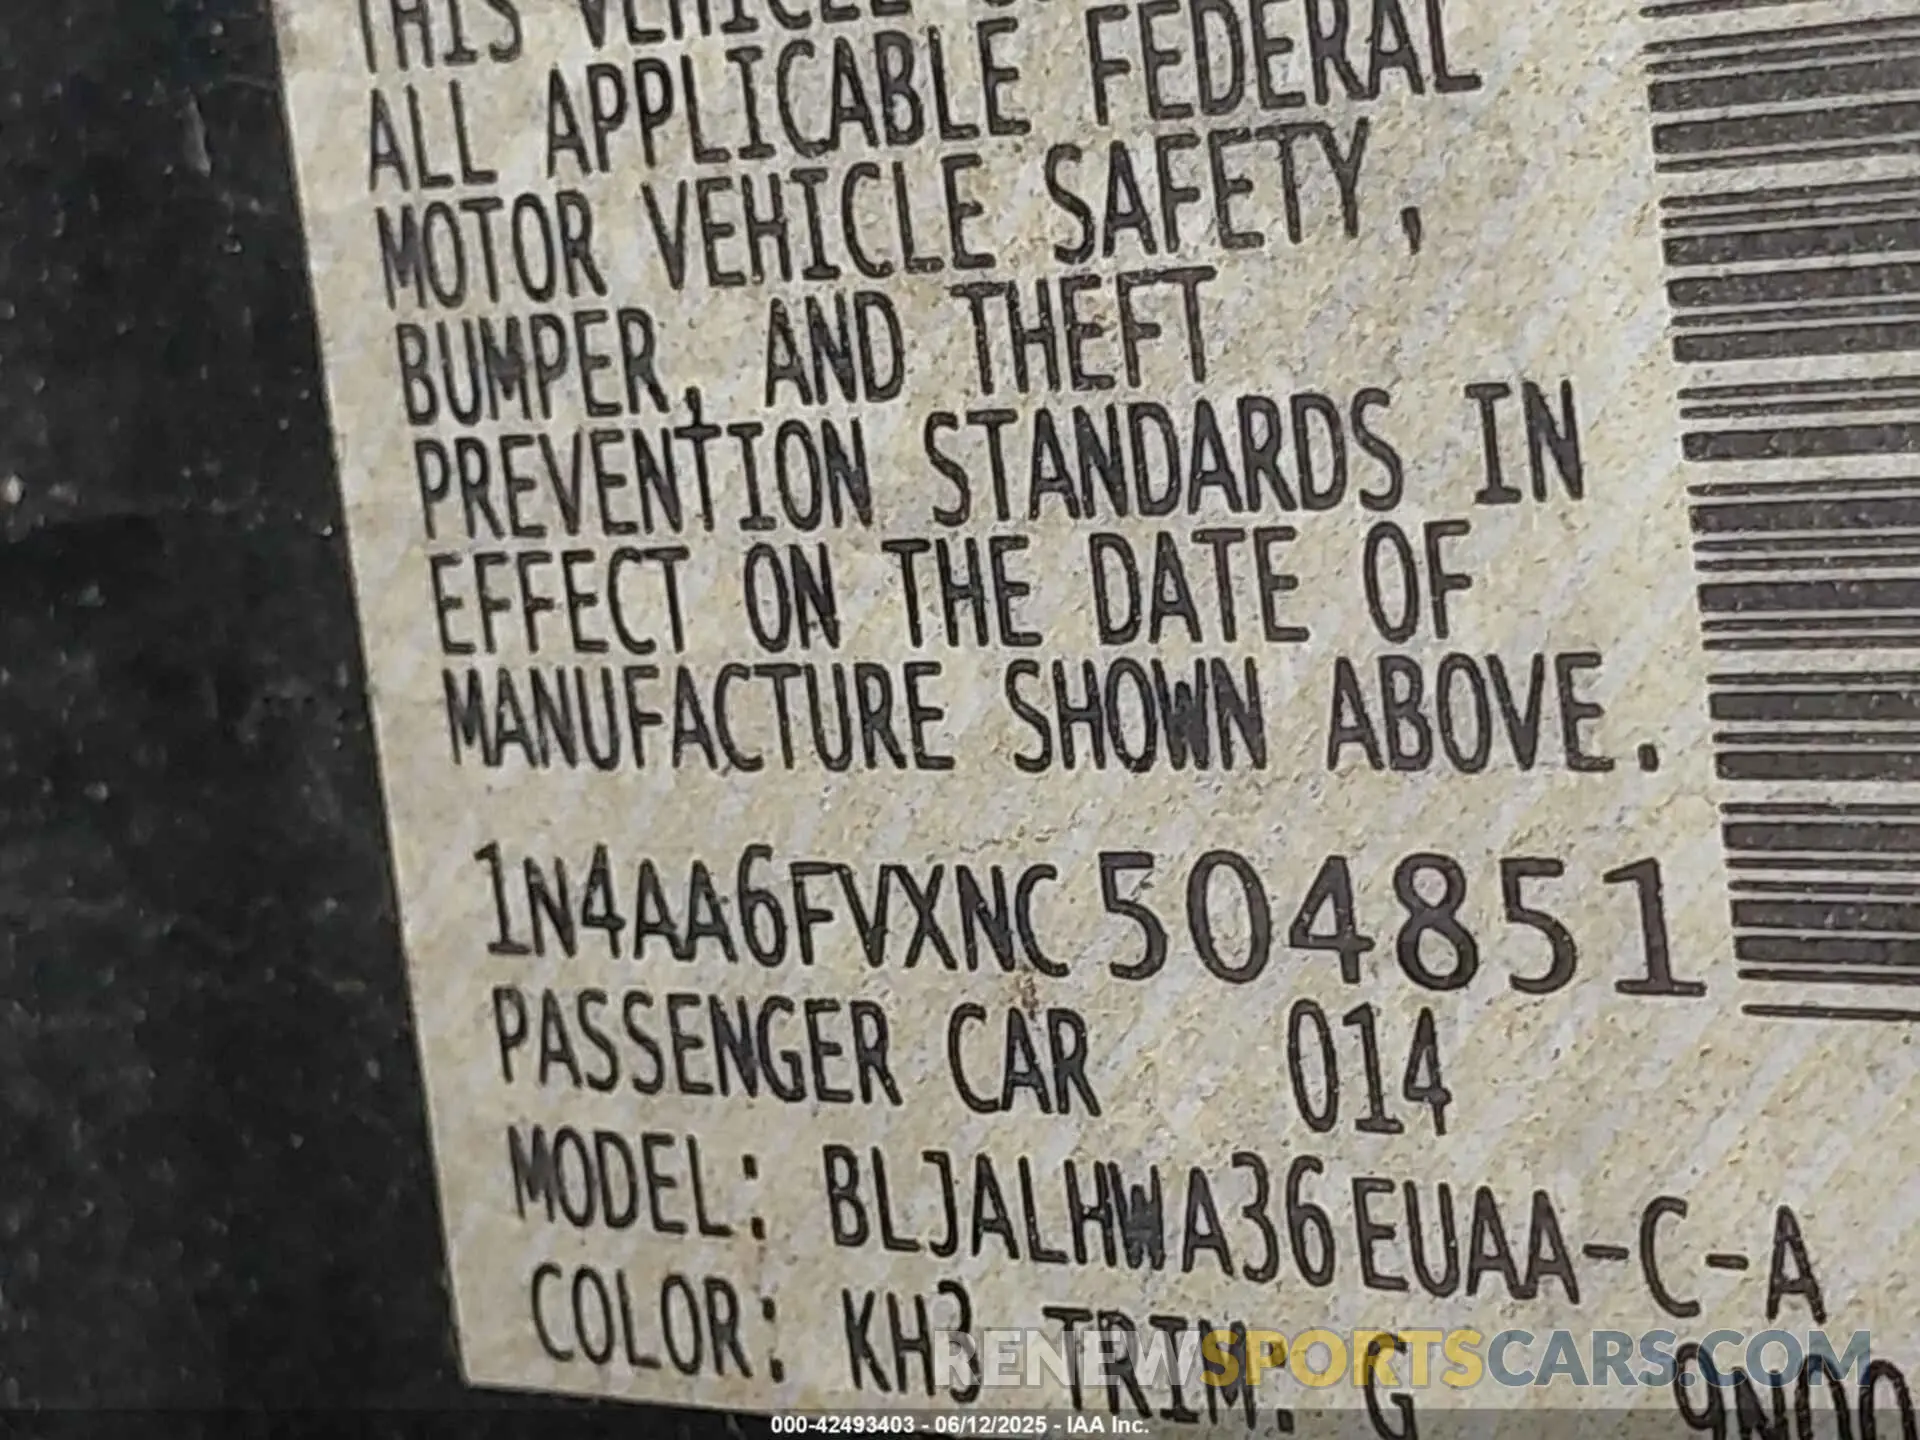 THIS VEHICLE
ALL APPLICABLE FEDERAL
MOTOR VEHICLE SAFETY,
BUMPER, AND THEFT
PREVENTION STANDARDS IN
EFFECT ON THE DATE OF
MANUFACTURE SHOWN ABOVE.
1N4AA6FVXNC504851
PASSENGER CAR 014
MODEL: BLJALHWA36EUAA-C-A
COLOR: KH3 TRIM: G
RENEWSPORTSCARS.COM
000-42493403 - 06/12/2025 - IAA Inc.